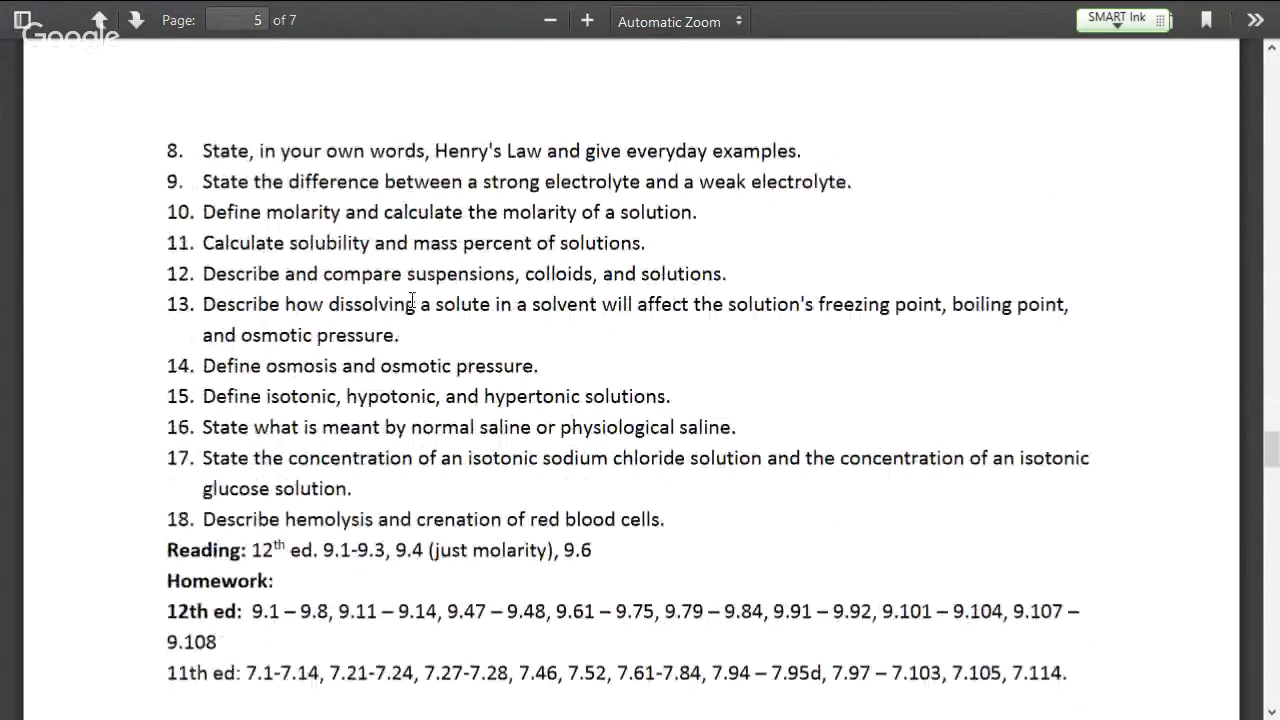 Page: 5 of 7 Automatic Zoom SMART Ink
Google
8. State, in your own words, Henry's Law and give everyday examples.
9. State the difference between a strong electrolyte and a weak electrolyte.
10. Define molarity and calculate the molarity of a solution.
11. Calculate solubility and mass percent of solutions.
12. Describe and compare suspensions, colloids, and solutions.
13. Describe how dissolving a solute in a solvent will affect the solution's freezing point, boiling point,
and osmotic pressure.
14. Define osmosis and osmotic pressure.
15. Define isotonic, hypotonic, and hypertonic solutions.
16. State what is meant by normal saline or physiological saline.
17. State the concentration of an isotonic sodium chloride solution and the concentration of an isotonic
glucose solution.
18. Describe hemolysis and crenation of red blood cells.
Reading: 12th ed. 9.1-9.3, 9.4 (just molarity), 9.6
Homework:
12th ed: 9.1 – 9.8, 9.11 – 9.14, 9.47 – 9.48, 9.61 – 9.75, 9.79 – 9.84, 9.91 – 9.92, 9.101 – 9.104, 9.107 –
9.108
11th ed: 7.1-7.14, 7.21-7.24, 7.27-7.28, 7.46, 7.52, 7.61-7.84, 7.94 – 7.95d, 7.97 – 7.103, 7.105, 7.114.